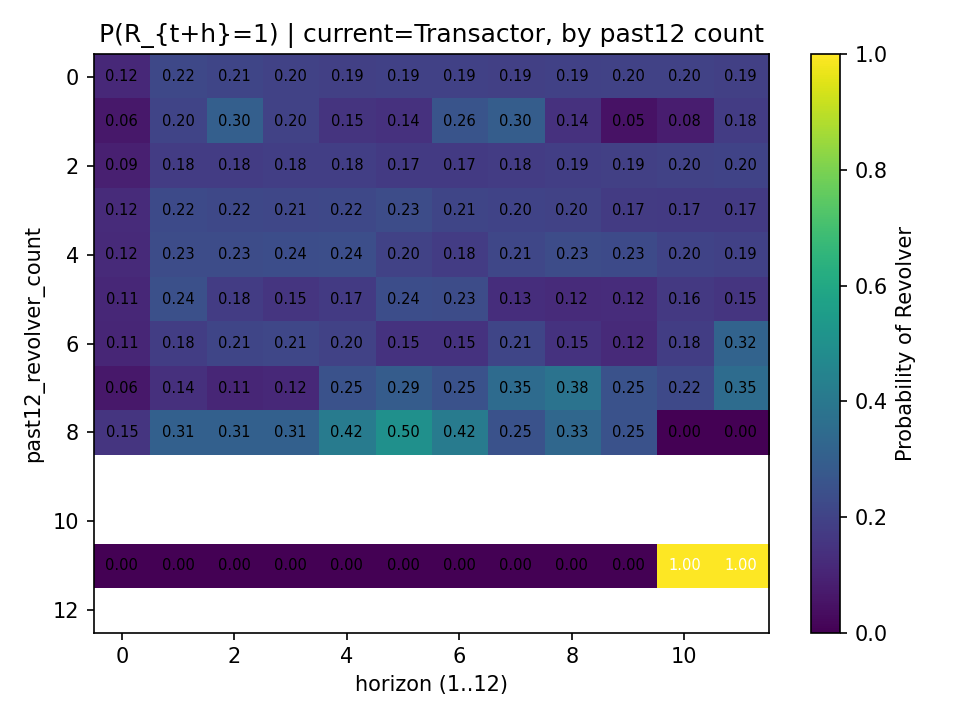 P(R_{t+h}=1) | current=Transactor, by past12 count
0 0.12 0.22 0.21 0.20 0.19 0.19 0.19 0.19 0.19 0.20 0.20 0.19
0.06 0.20 0.30 0.20 0.15 0.14 0.26 0.30 0.14 0.05 0.08 0.18
2 0.09 0.18 0.18 0.18 0.18 0.17 0.17 0.18 0.19 0.19 0.20 0.20
0.12 0.22 0.22 0.21 0.22 0.23 0.21 0.20 0.20 0.17 0.17 0.17
4 0.12 0.23 0.23 0.24 0.24 0.20 0.18 0.21 0.23 0.23 0.20 0.19
0.11 0.24 0.18 0.15 0.17 0.24 0.23 0.13 0.12 0.12 0.16 0.15
6 0.11 0.18 0.21 0.21 0.20 0.15 0.15 0.21 0.15 0.12 0.18 0.32
0.06 0.14 0.11 0.12 0.25 0.29 0.25 0.35 0.38 0.25 0.22 0.35
8 0.15 0.31 0.31 0.31 0.42 0.50 0.42 0.25 0.33 0.25 0.00 0.00
10
0.00 0.00 0.00 0.00 0.00 0.00 0.00 0.00 0.00 0.00 1.00 1.00
12
0 2 4 6 8 10
horizon (1..12)
past12_revolver_count
1.0
0.8
0.6
0.4
0.2
0.0
Probability of Revolver